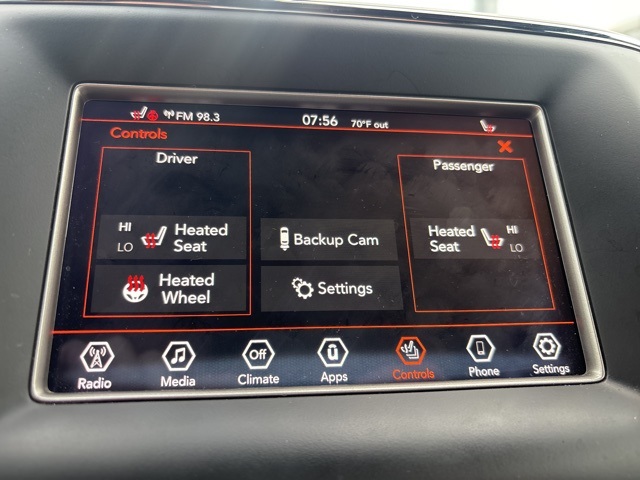 FM 98.3 07:56 70°F out
Controls
Driver
Passenger
HI
LO
Heated
Seat
Backup Cam
Heated
Seat
HI
LO
Heated
Wheel
Settings
Radio
Media
Off
Climate
Apps
Controls
Phone
Settings